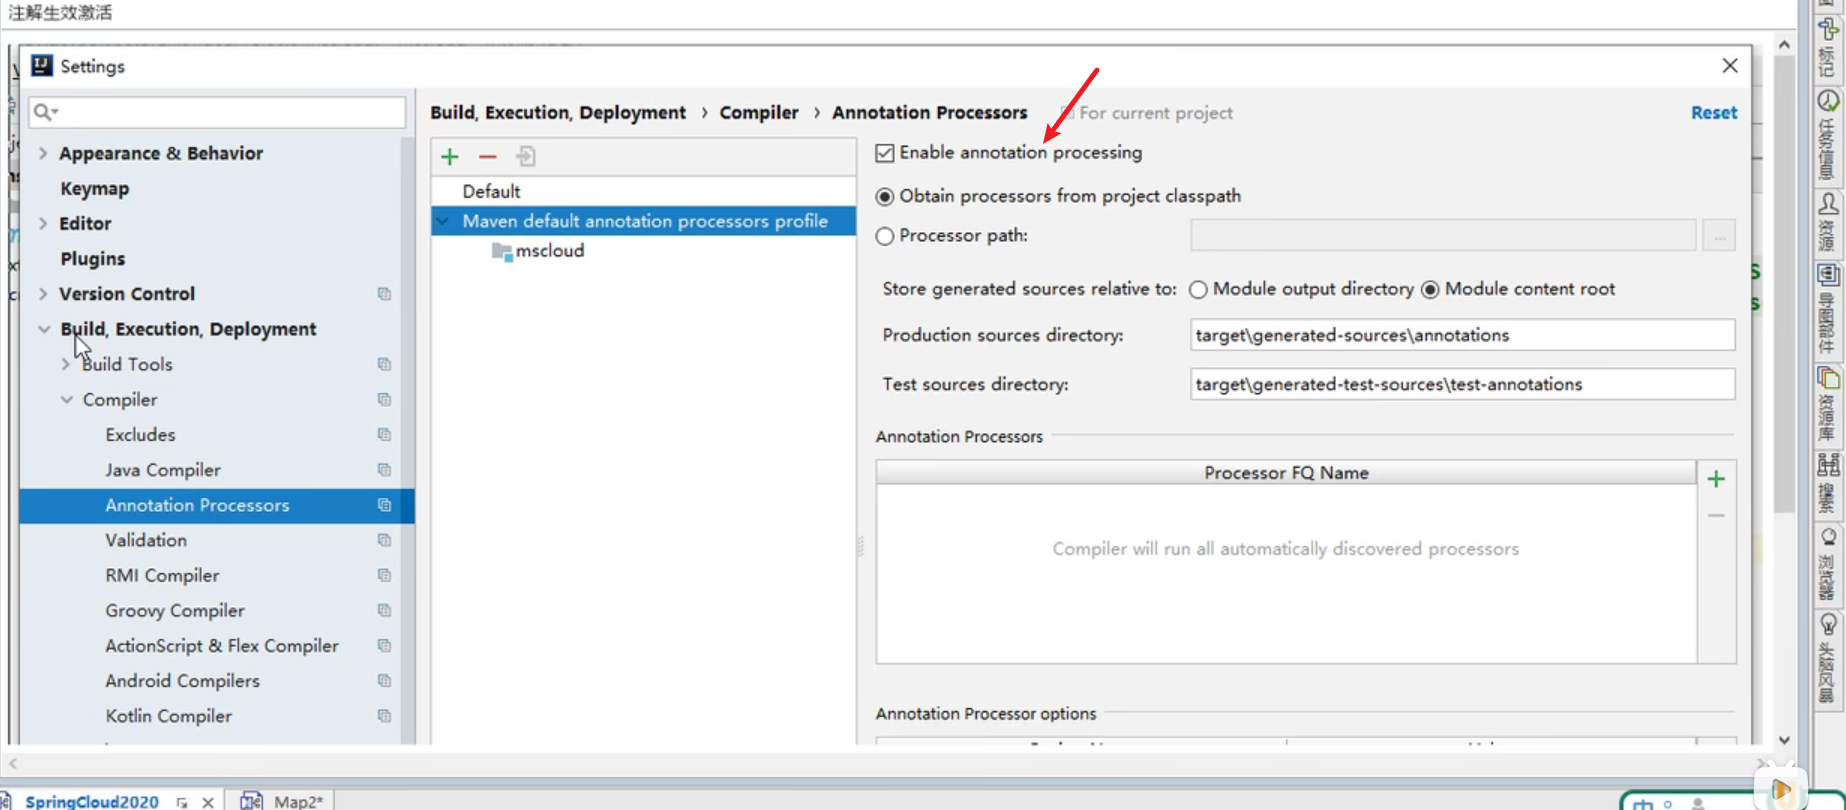 注解生效激活
Settings
Build, Execution, Deployment › Compiler › Annotation Processors
For current project
Reset
Appearance & Behavior
Keymap
Editor
Plugins
Version Control
Build, Execution, Deployment
Build Tools
Compiler
Excludes
Java Compiler
Annotation Processors
Validation
RMI Compiler
Groovy Compiler
ActionScript & Flex Compiler
Android Compilers
Kotlin Compiler
Default
Maven default annotation processors profile
mscloud
Enable annotation processing
Obtain processors from project classpath
Processor path:
...
Store generated sources relative to: Module output directory Module content root
Production sources directory: target\generated-sources\annotations
Test sources directory: target\generated-test-sources\test-annotations
Annotation Processors
Processor FQ Name
Compiler will run all automatically discovered processors
Annotation Processor options
标记
任务信息
资源
导图部件
资源库
搜索
浏览器
头脑风暴
SpringCloud2020
Map2*
中